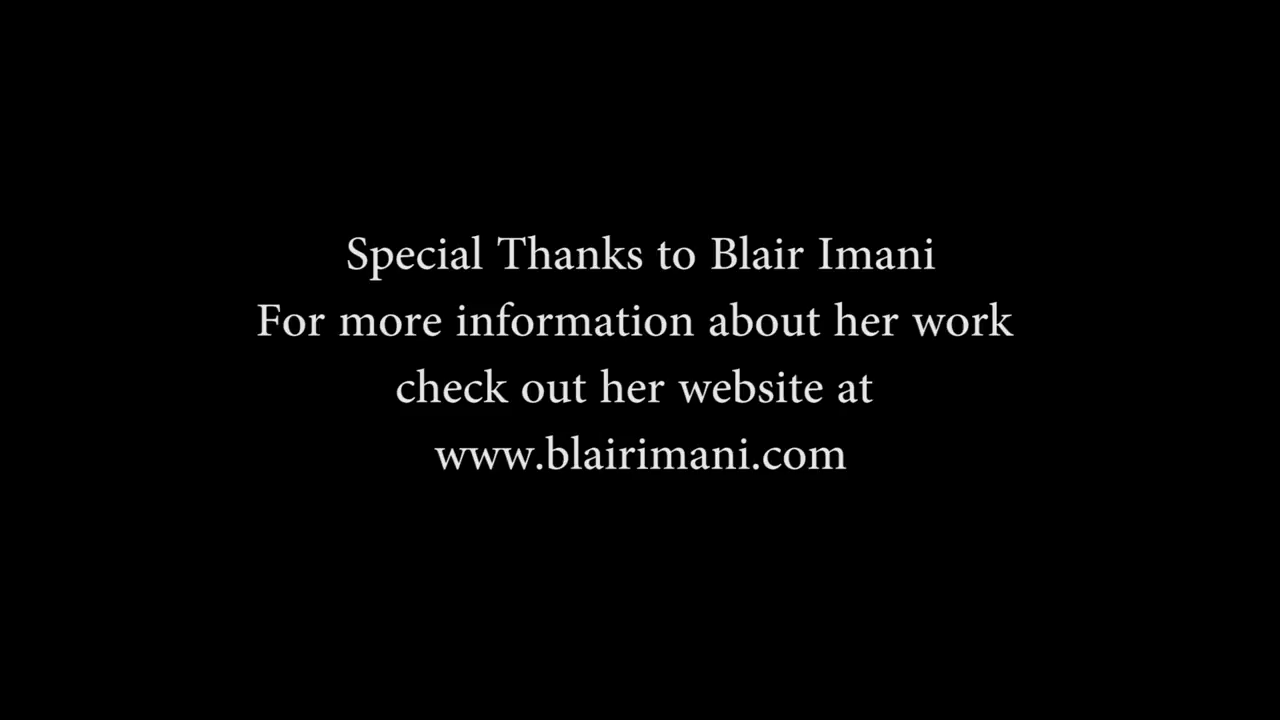 Special Thanks to Blair Imani
For more information about her work
check out her website at
www.blairimani.com